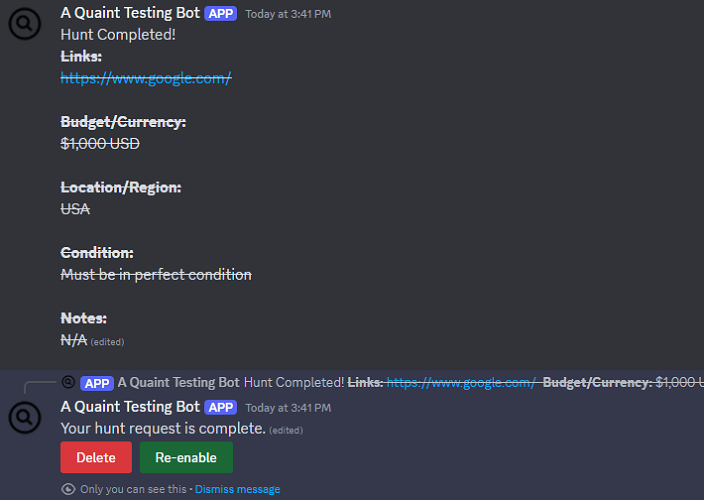 A Quaint Testing Bot APP Today at 3:41 PM
Hunt Completed!
Links:
https://www.google.com/
Budget/Currency:
$1,000 USD
Location/Region:
USA
Condition:
Must be in perfect condition
Notes:
N/A (edited)
APP A Quaint Testing Bot Hunt Completed! Links: https://www.google.com/ Budget/Currency: $1,000 U
A Quaint Testing Bot APP Today at 3:41 PM
Your hunt request is complete. (edited)
Delete Re-enable
Only you can see this • Dismiss message